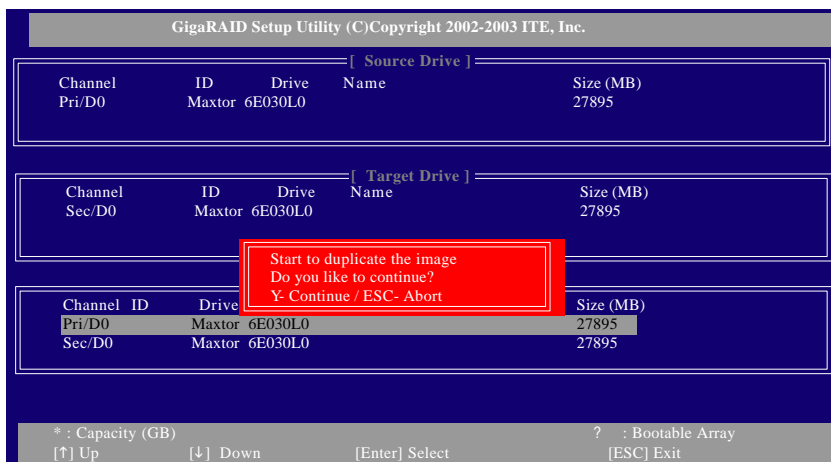 GigaRAID Setup Utility (C)Copyright 2002-2003 ITE, Inc.
[ Source Drive ]
Channel ID Drive Name Size (MB)
Pri/D0 Maxtor 6E030L0 27895
[ Target Drive ]
Channel ID Drive Name Size (MB)
Sec/D0 Maxtor 6E030L0 27895
Start to duplicate the image
Do you like to continue?
Y- Continue / ESC- Abort
Channel ID Drive Size (MB)
Pri/D0 Maxtor 6E030L0 27895
Sec/D0 Maxtor 6E030L0 27895
* : Capacity (GB) ? : Bootable Array
[↑] Up [↓] Down [Enter] Select [ESC] Exit